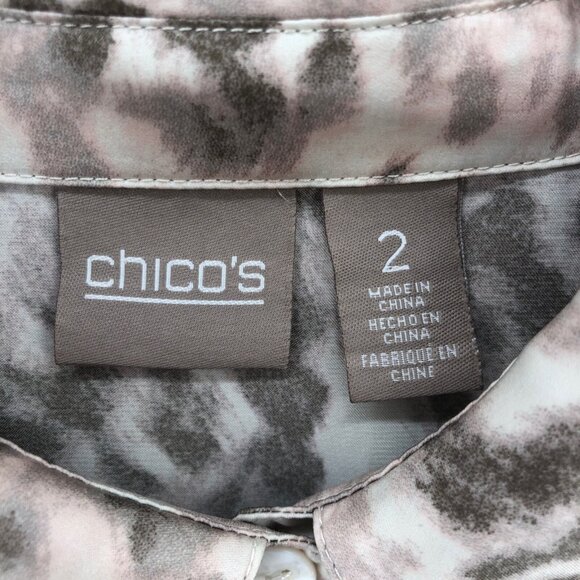 chico's
2
MADE IN
CHINA
HECHO EN
CHINA
FABRIQUE EN
CHINE